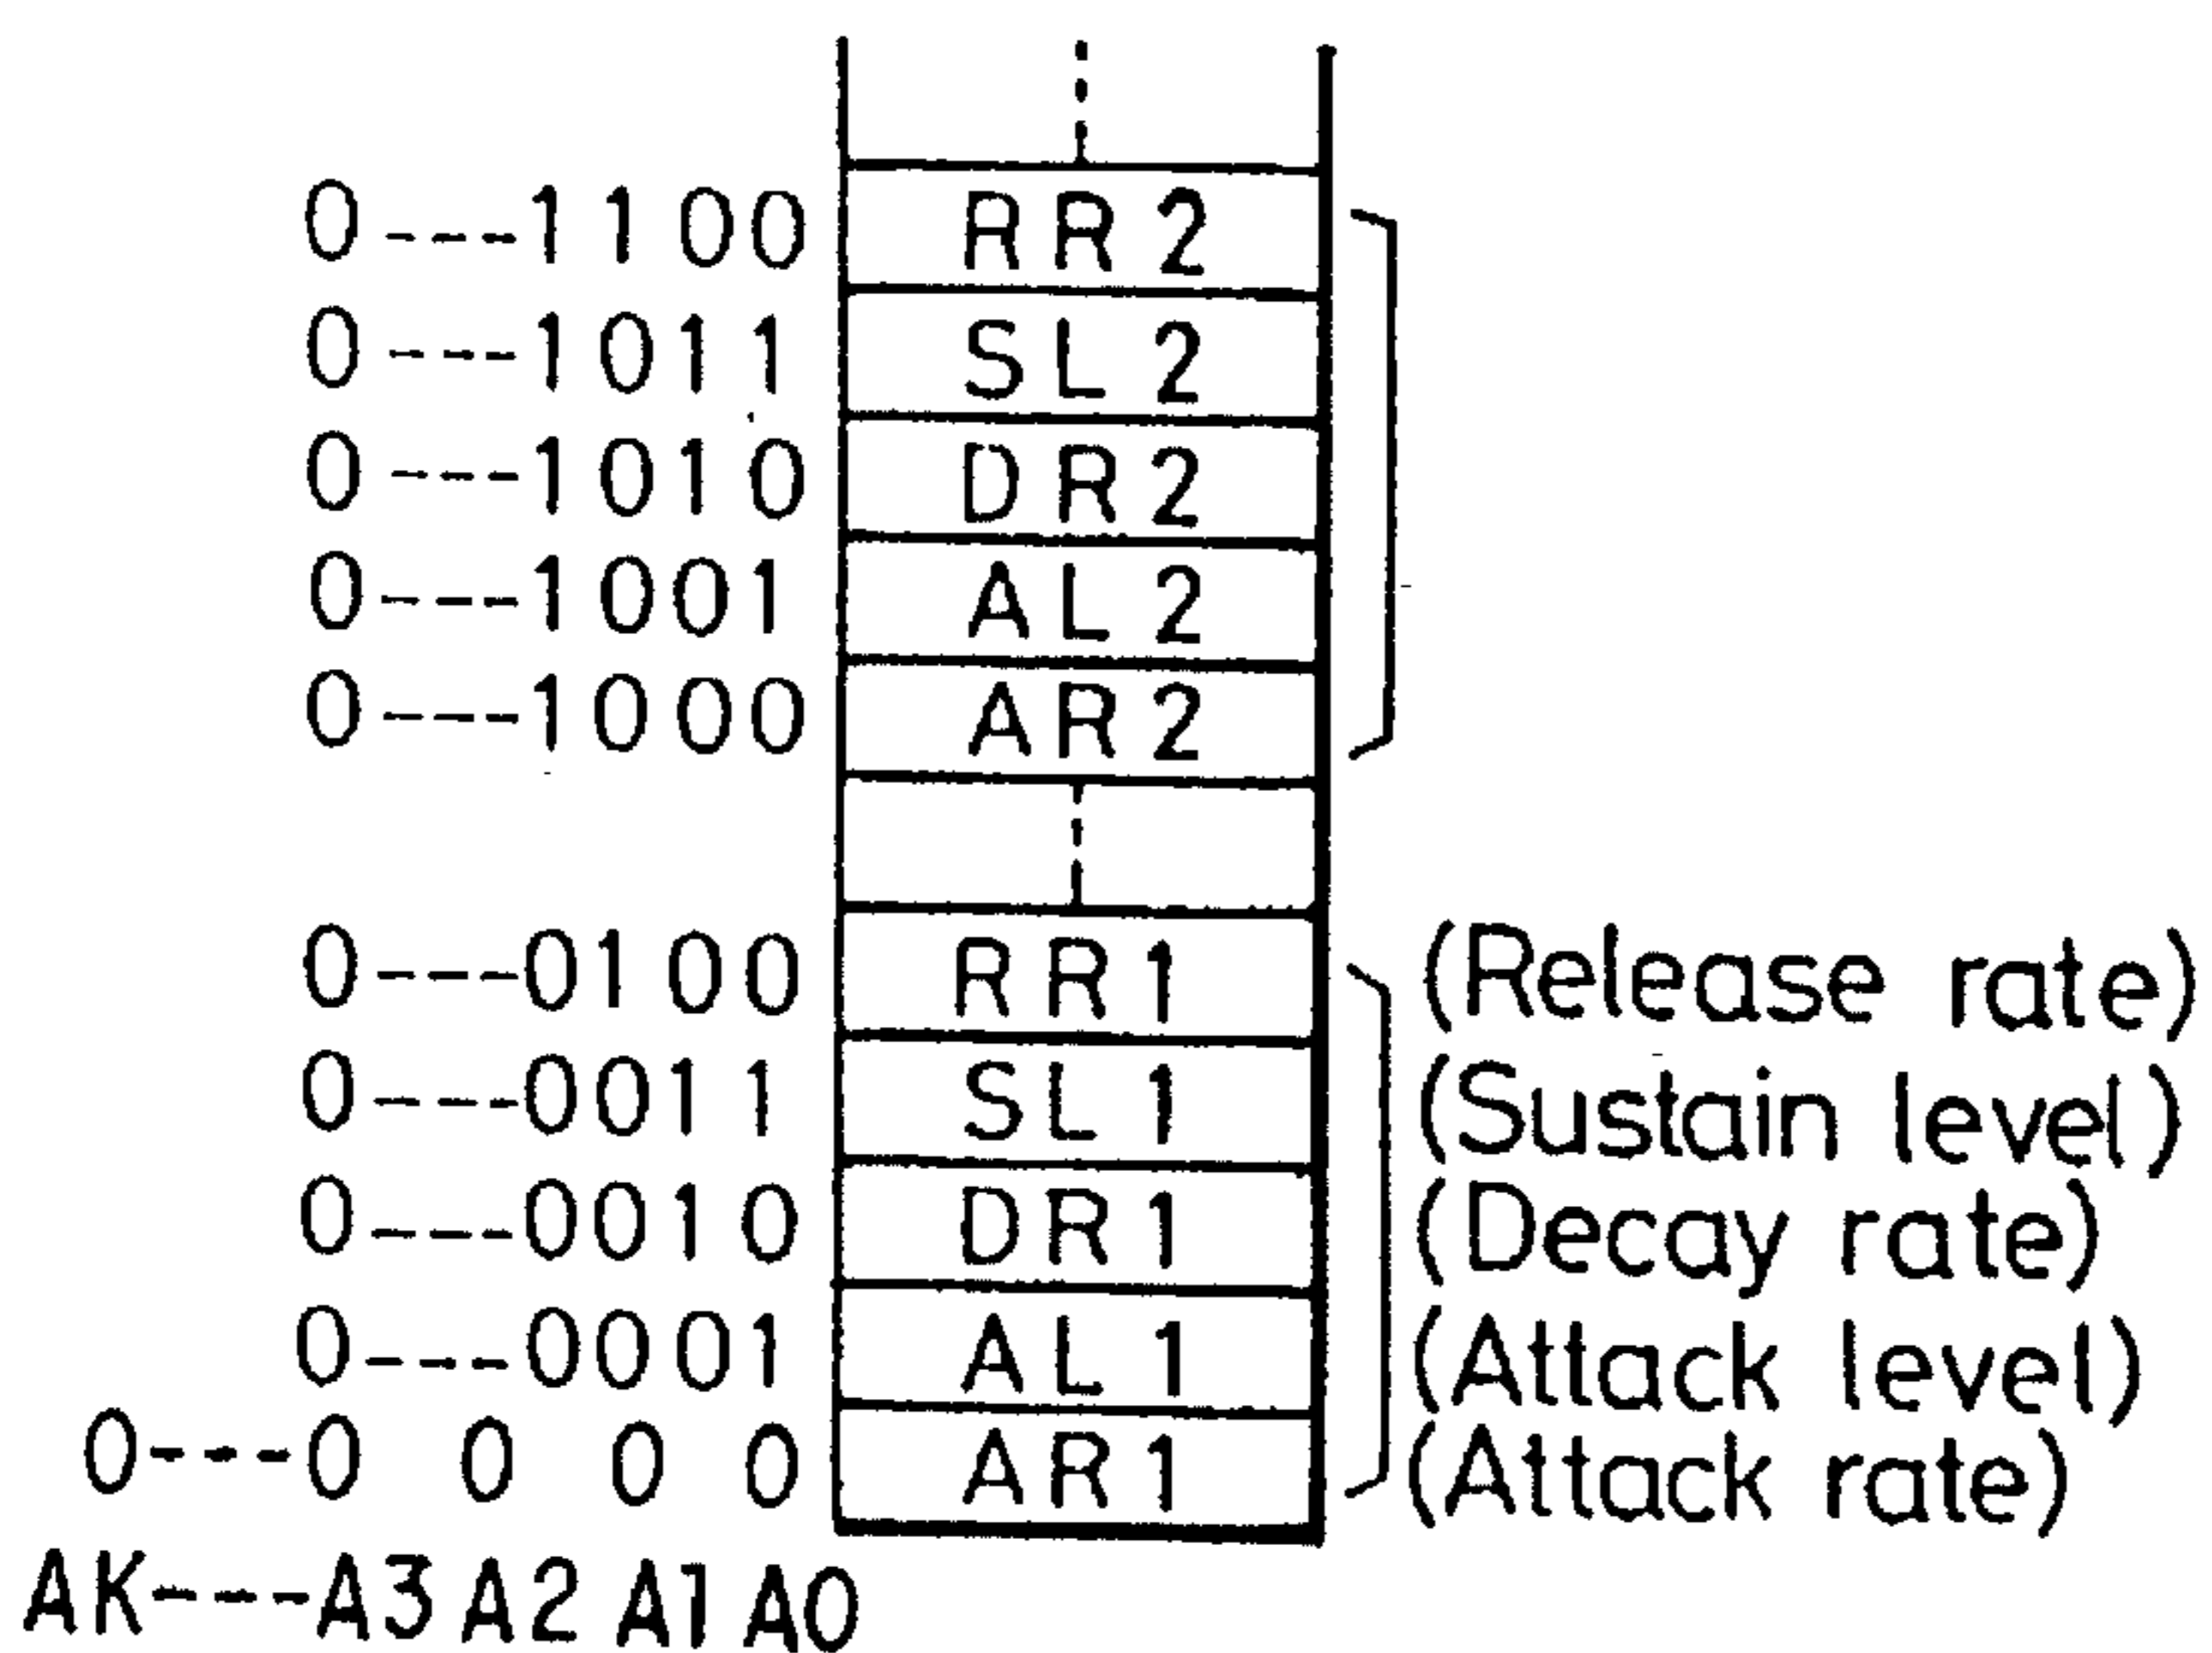 0---1100 RR2
0---1011 SL2
0---1010 DR2
0---1001 AL2
0---1000 AR2
0---0100 RR1 (Release rate)
0---0011 SL1 (Sustain level)
0---0010 DR1 (Decay rate)
0---0001 AL1 (Attack level)
0---0 0 0 0 AR1 (Attack rate)
AK---A3 A2 A1 A0